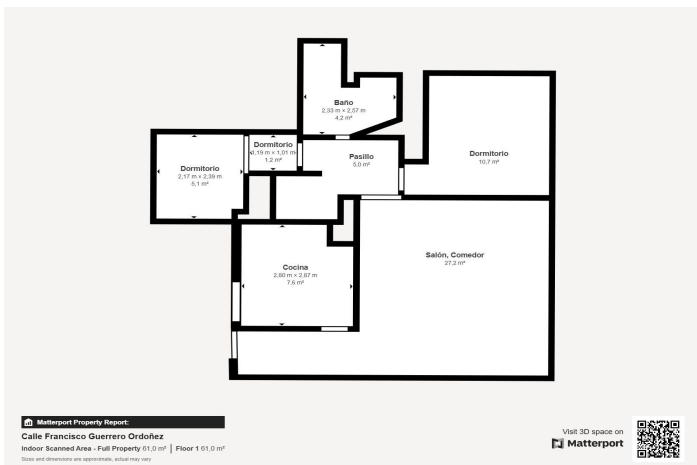 Baño
2,33 m × 2,57 m
4,2 m²
Dormitorio
1,19 m × 1,01 m
1,2 m²
Pasillo
5,0 m²
Dormitorio
10,7 m²
Dormitorio
2,17 m × 2,39 m
5,1 m²
Salón, Comedor
27,2 m²
Cocina
2,60 m × 2,87 m
7,6 m²
Matterport Property Report:
Calle Francisco Guerrero Ordoñez
Indoor Scanned Area - Full Property 61,0 m² | Floor 1 61,0 m²
Sizes and dimensions are approximate, actual may vary
Visit 3D space on
Matterport